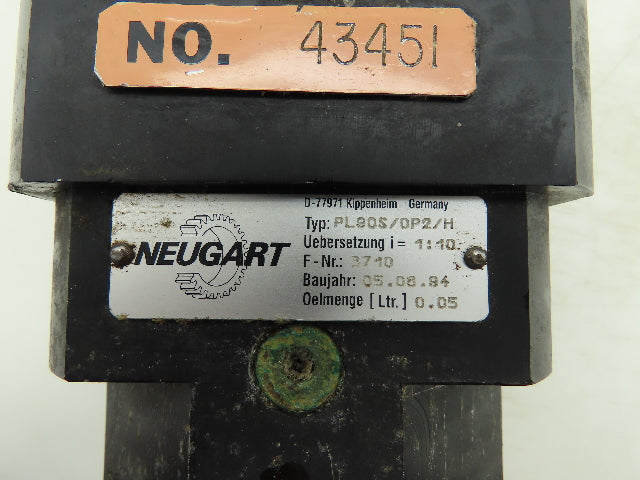 NO. 43451
D-77971 Kippenheim Germany
NEUGART
Typ: PL90S/OP2/H
Uebersetzung i = 1:10
F-Nr.: 3710
Baujahr: 05.08.94
Oelmenge [Ltr.] 0.05